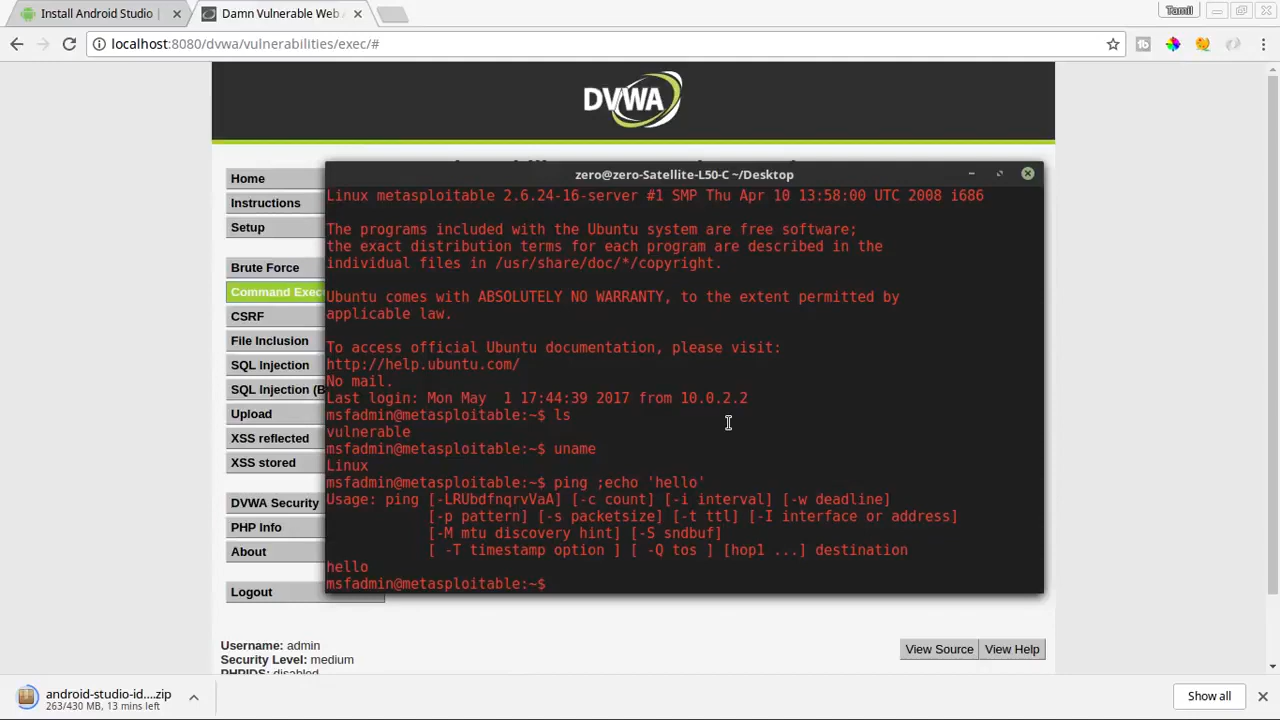 Install Android Studio
Damn Vulnerable Web A
Tamil
localhost:8080/dvwa/vulnerabilities/exec/#
DVWA
Home
Instructions
Setup
Brute Force
Command Exec
CSRF
File Inclusion
SQL Injection
SQL Injection (B
Upload
XSS reflected
XSS stored
DVWA Security
PHP Info
About
Logout
zero@zero-Satellite-L50-C ~/Desktop
Linux metasploitable 2.6.24-16-server #1 SMP Thu Apr 10 13:58:00 UTC 2008 i686
The programs included with the Ubuntu system are free software;
the exact distribution terms for each program are described in the
individual files in /usr/share/doc/*/copyright.
Ubuntu comes with ABSOLUTELY NO WARRANTY, to the extent permitted by
applicable law.
To access official Ubuntu documentation, please visit:
http://help.ubuntu.com/
No mail.
Last login: Mon May  1 17:44:39 2017 from 10.0.2.2
msfadmin@metasploitable:~$ ls
vulnerable
msfadmin@metasploitable:~$ uname
Linux
msfadmin@metasploitable:~$ ping ;echo 'hello'
Usage: ping [-LRUbdfnqrvVaA] [-c count] [-i interval] [-w deadline]
[-p pattern] [-s packetsize] [-t ttl] [-I interface or address]
[-M mtu discovery hint] [-S sndbuf]
[ -T timestamp option ] [ -Q tos ] [hop1 ...] destination
hello
msfadmin@metasploitable:~$
Username: admin
Security Level: medium
PHPIDS: disabled
View Source
View Help
android-studio-id....zip
263/430 MB, 13 mins left
Show all